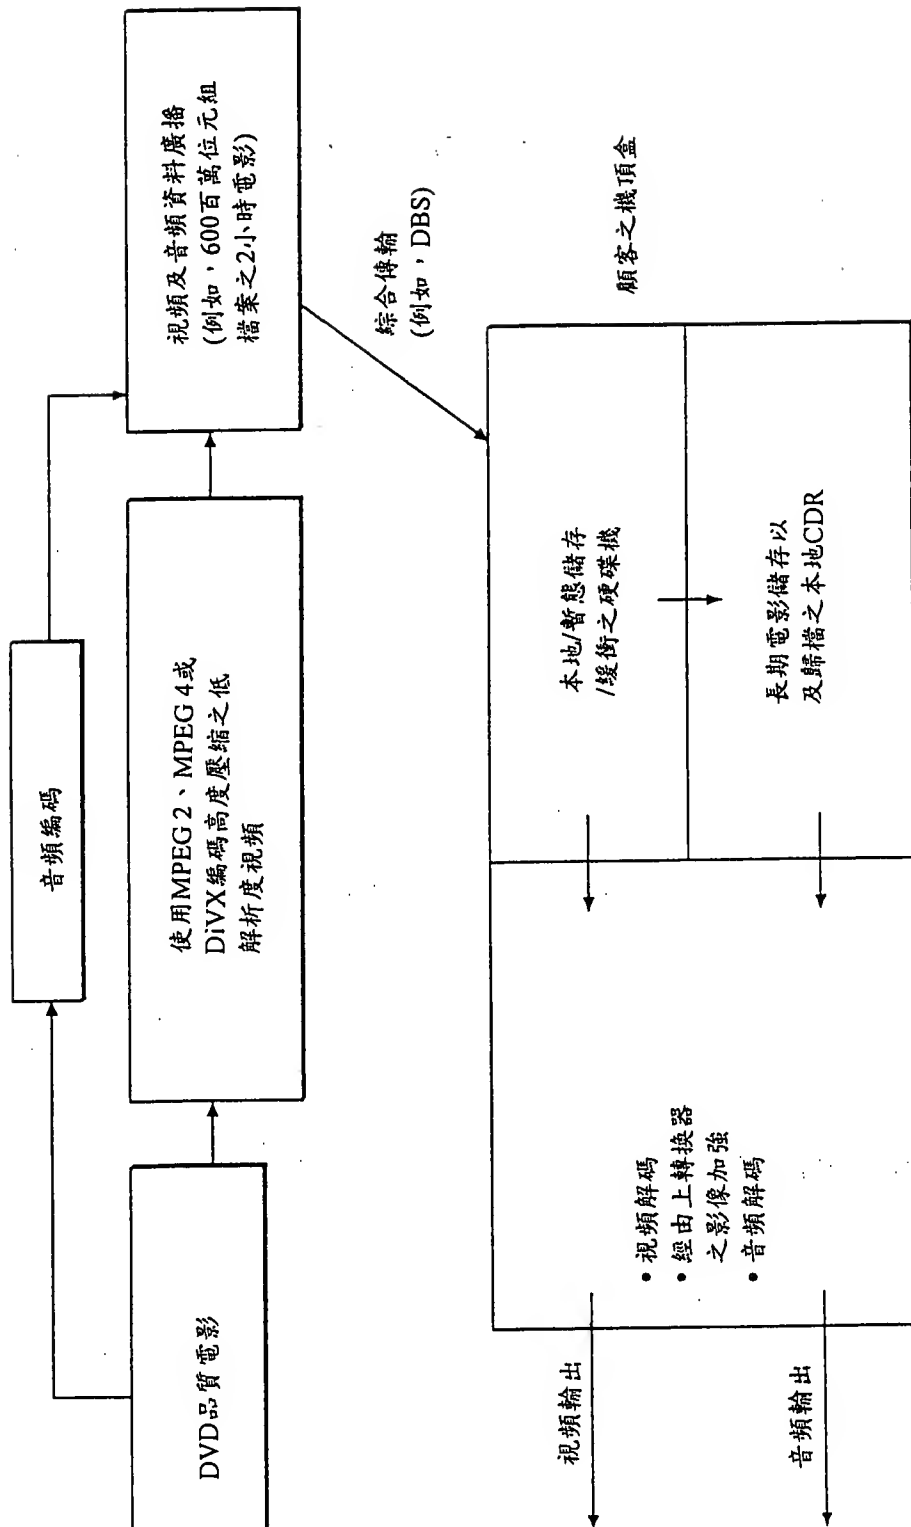 DVD品質電影
音頻編碼
使用MPEG 2、MPEG 4或
DiVX編碼高度壓縮之低
解析度視頻
視頻及音頻資料廣播
(例如，600百萬位元組
檔案之2小時電影)
綜合傳輸
(例如，DBS)
顧客之機頂盒
本地/暫態儲存
/緩衝之硬碟機
長期電影儲存以
及歸檔之本地CDR
• 視頻解碼
• 經由上轉換器
之影像加強
• 音頻解碼
視頻輸出
音頻輸出